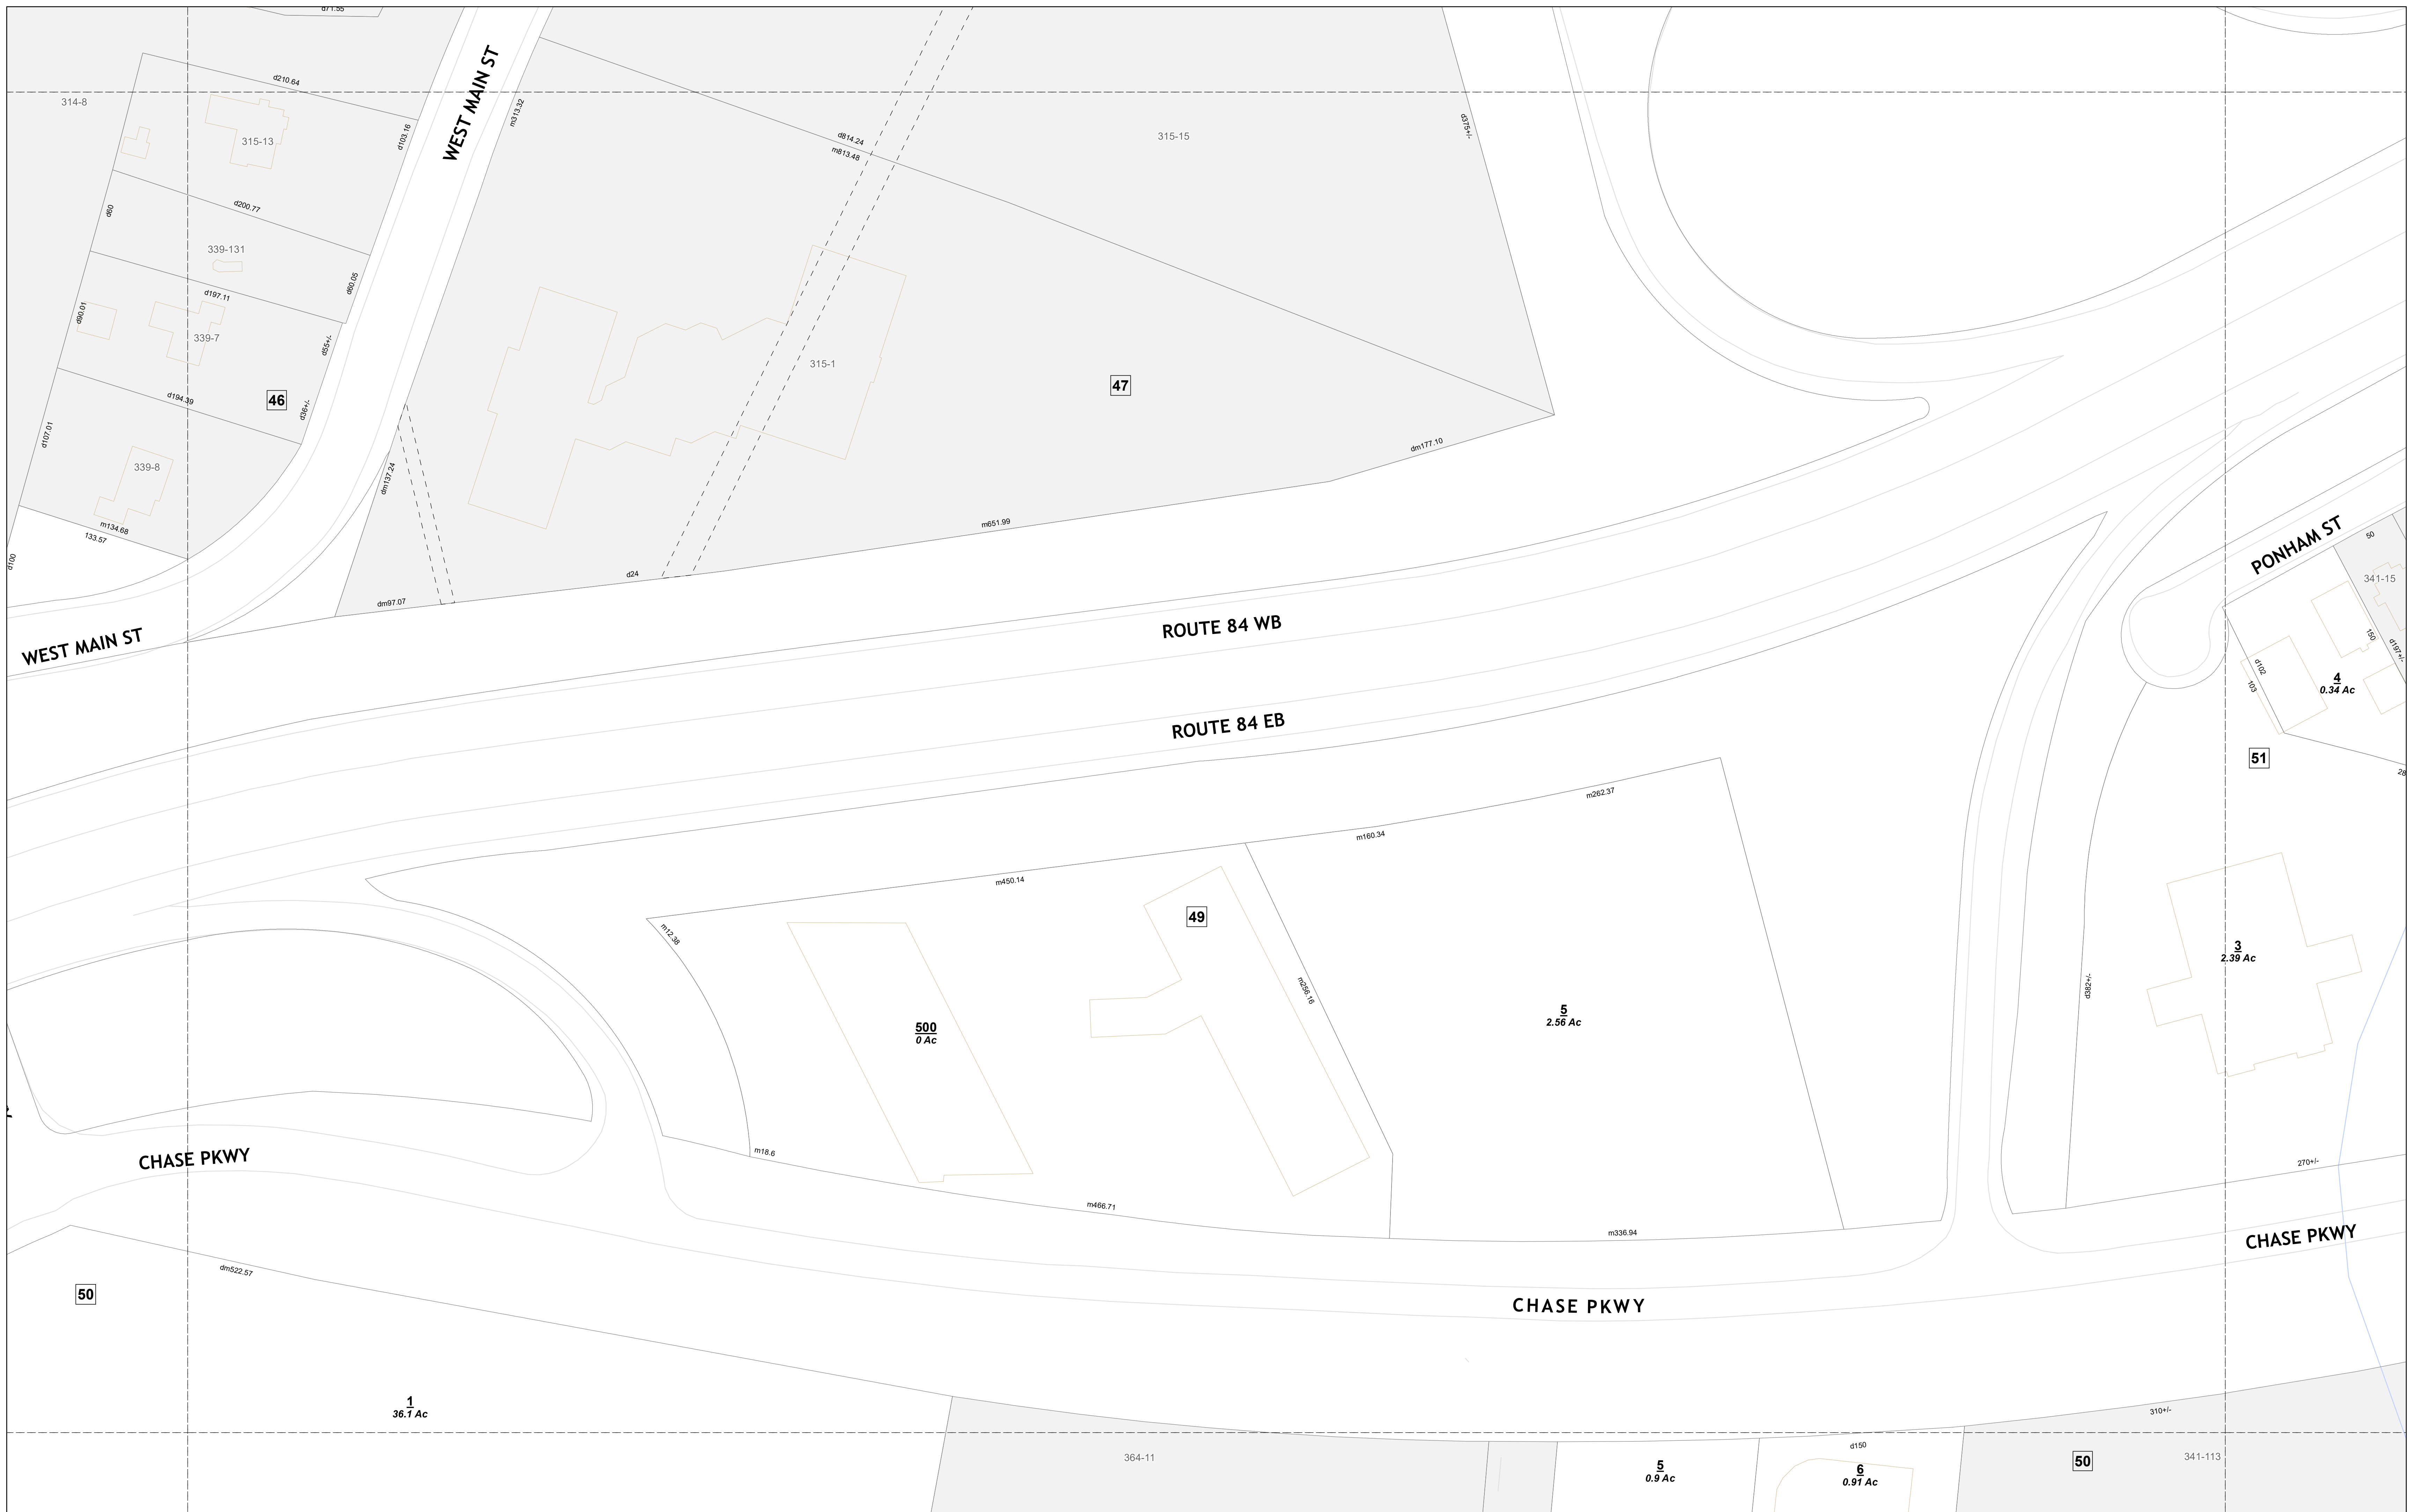 d71.55
WEST MAIN ST
d210.64
314-8
315-13
d103.16
m313.32
315-15
d814.24
m813.48
d375+/-
d60
d200.77
339-131
d60.05
d197.11
d90.01
339-7
d55+/-
46
d194.39
d36+/-
315-1
47
d107.01
339-8
dm137.24
dm177.10
m134.68
133.57
d100
m651.99
d24
dm97.07
WEST MAIN ST
ROUTE 84 WB
ROUTE 84 EB
PONHAM ST
50
341-15
150
d197+/-
d102
103
4
0.34 Ac
51
28
m262.37
m160.34
m450.14
m12.38
49
m256.16
500
0 Ac
5
2.56 Ac
d382+/-
3
2.39 Ac
CHASE PKWY
m18.6
m466.71
m336.94
270+/-
CHASE PKWY
dm522.57
50
CHASE PKWY
1
36.1 Ac
310+/-
364-11
d150
5
0.9 Ac
6
0.91 Ac
50
341-113